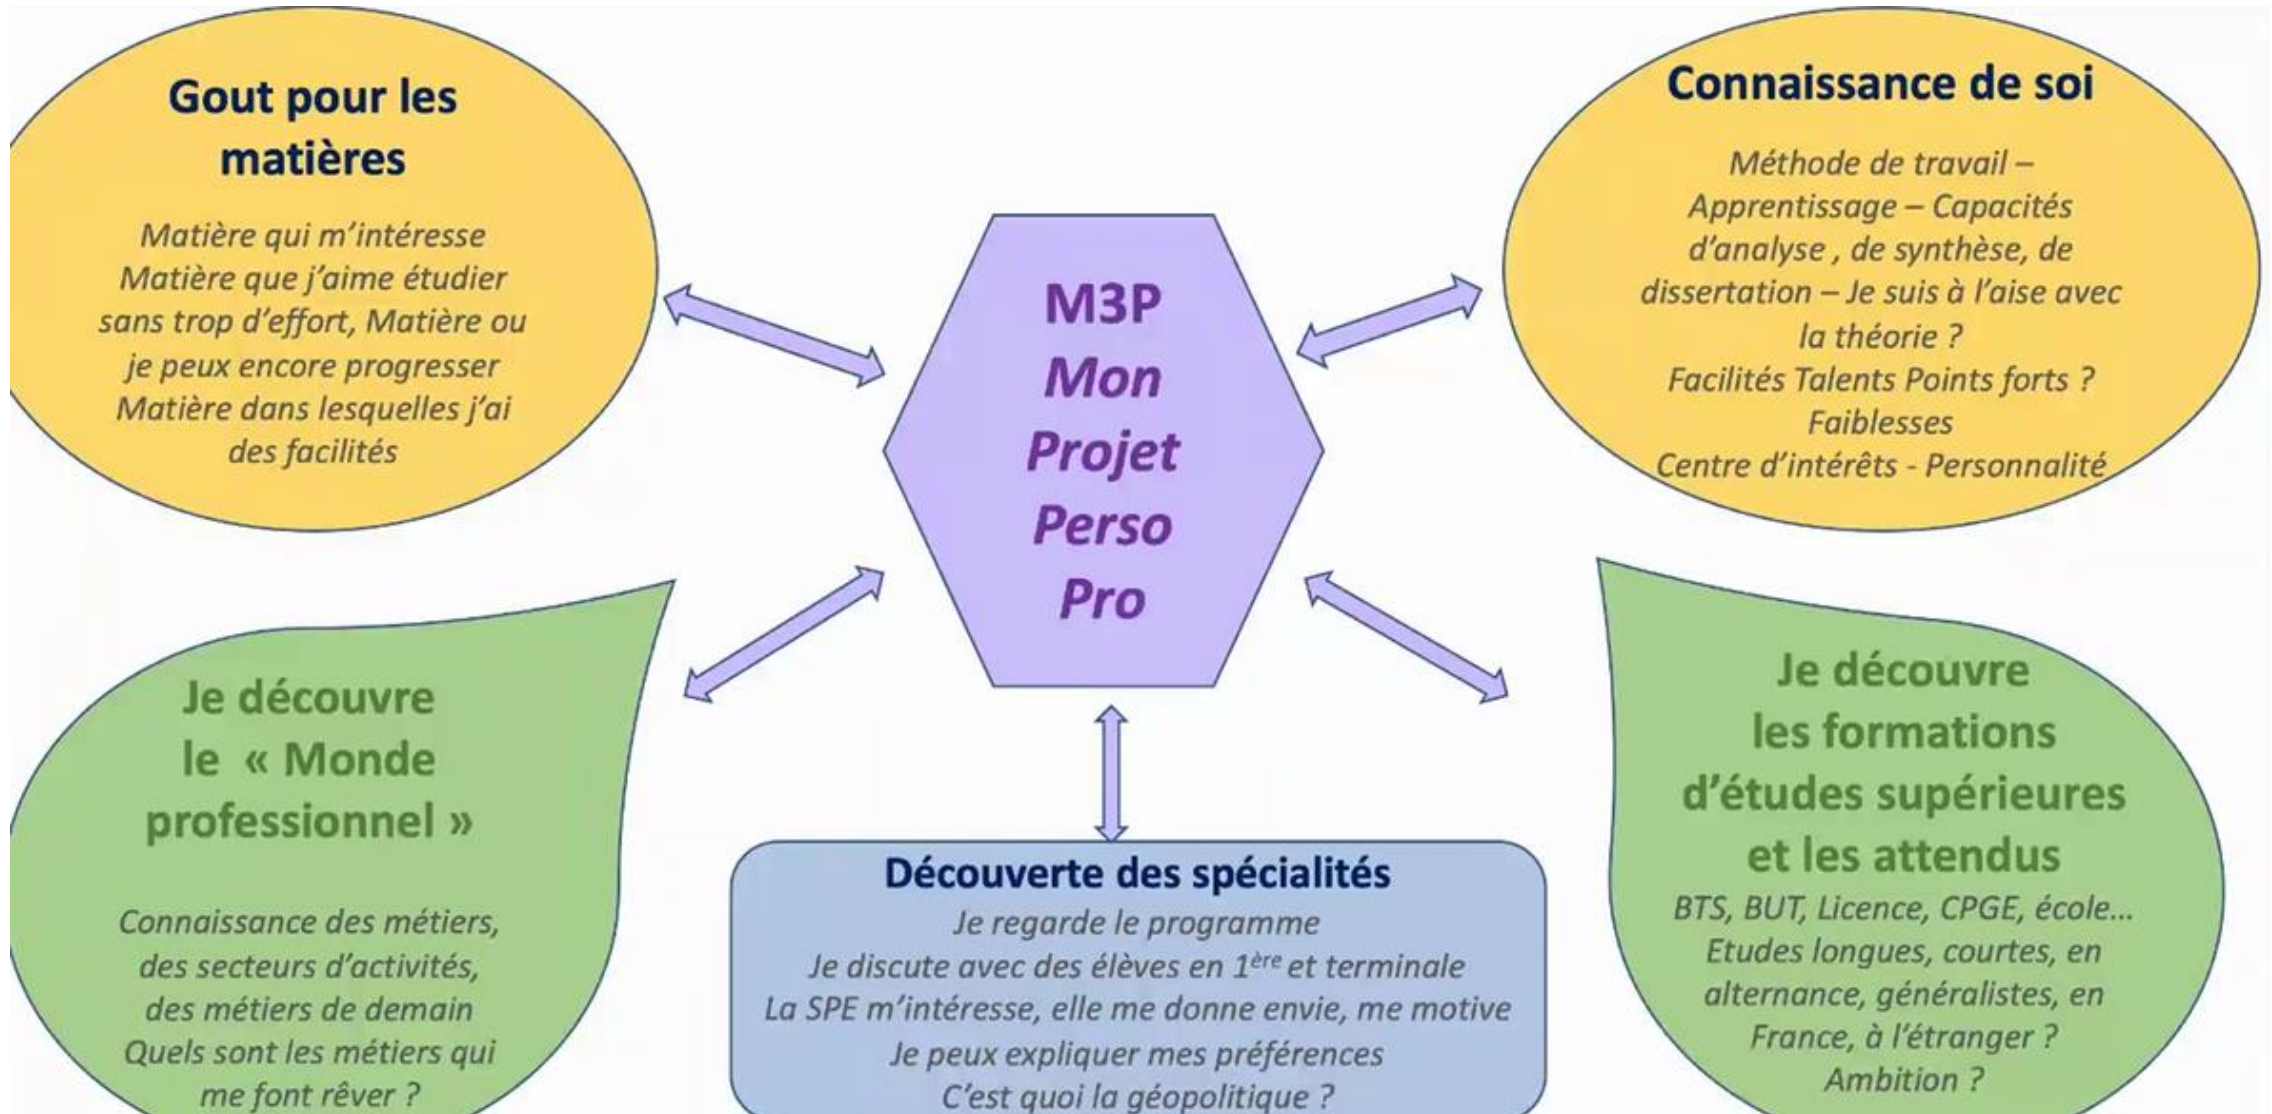 Gout pour les
matières
Matière qui m'intéresse
Matière que j'aime étudier
sans trop d'effort, Matière ou
je peux encore progresser
Matière dans lesquelles j'ai
des facilités
Connaissance de soi
Méthode de travail –
Apprentissage – Capacités
d'analyse , de synthèse, de
dissertation – Je suis à l'aise avec
la théorie ?
Facilités Talents Points forts ?
Faiblesses
Centre d'intérêts - Personnalité
M3P
Mon
Projet
Perso
Pro
Je découvre
le « Monde
professionnel »
Connaissance des métiers,
des secteurs d'activités,
des métiers de demain
Quels sont les métiers qui
me font rêver ?
Découverte des spécialités
Je regarde le programme
Je discute avec des élèves en 1ère et terminale
La SPE m'intéresse, elle me donne envie, me motive
Je peux expliquer mes préférences
C'est quoi la géopolitique ?
Je découvre
les formations
d'études supérieures
et les attendus
BTS, BUT, Licence, CPGE, école...
Etudes longues, courtes, en
alternance, généralistes, en
France, à l'étranger ?
Ambition ?